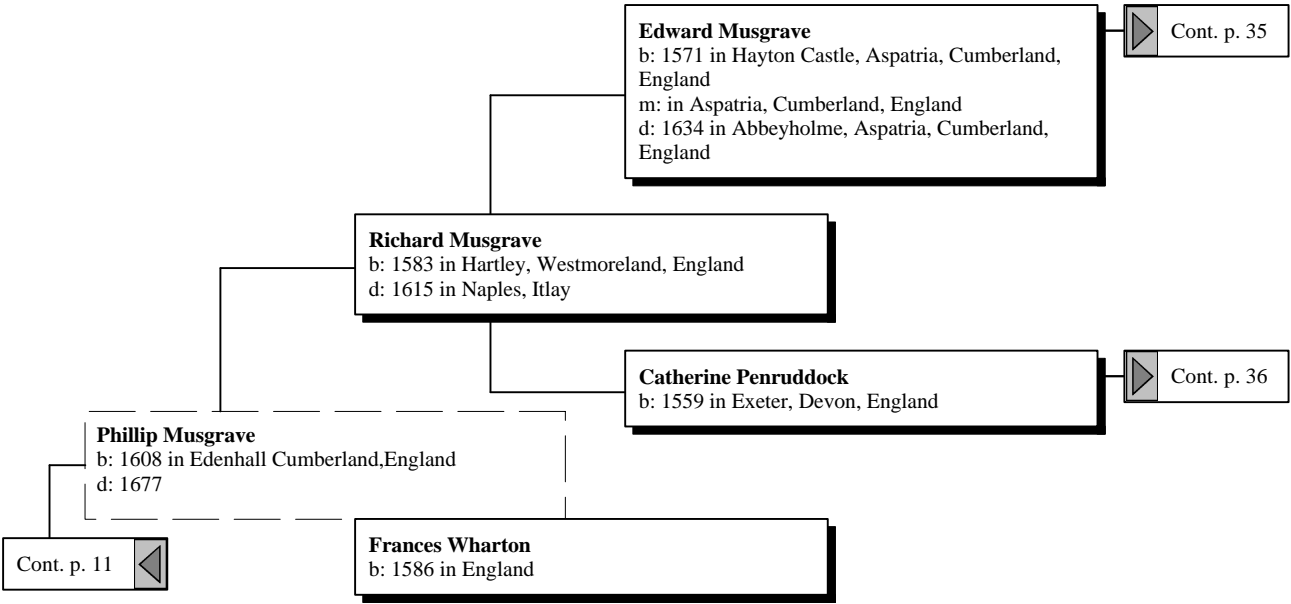 Edward Musgrave
b: 1571 in Hayton Castle, Aspatria, Cumberland,
England
m: in Aspatria, Cumberland, England
d: 1634 in Abbeyholme, Aspatria, Cumberland,
England
Cont. p. 35
Richard Musgrave
b: 1583 in Hartley, Westmoreland, England
d: 1615 in Naples, Itlay
Catherine Penruddock
b: 1559 in Exeter, Devon, England
Cont. p. 36
Phillip Musgrave
b: 1608 in Edenhall Cumberland,England
d: 1677
Cont. p. 11
Frances Wharton
b: 1586 in England